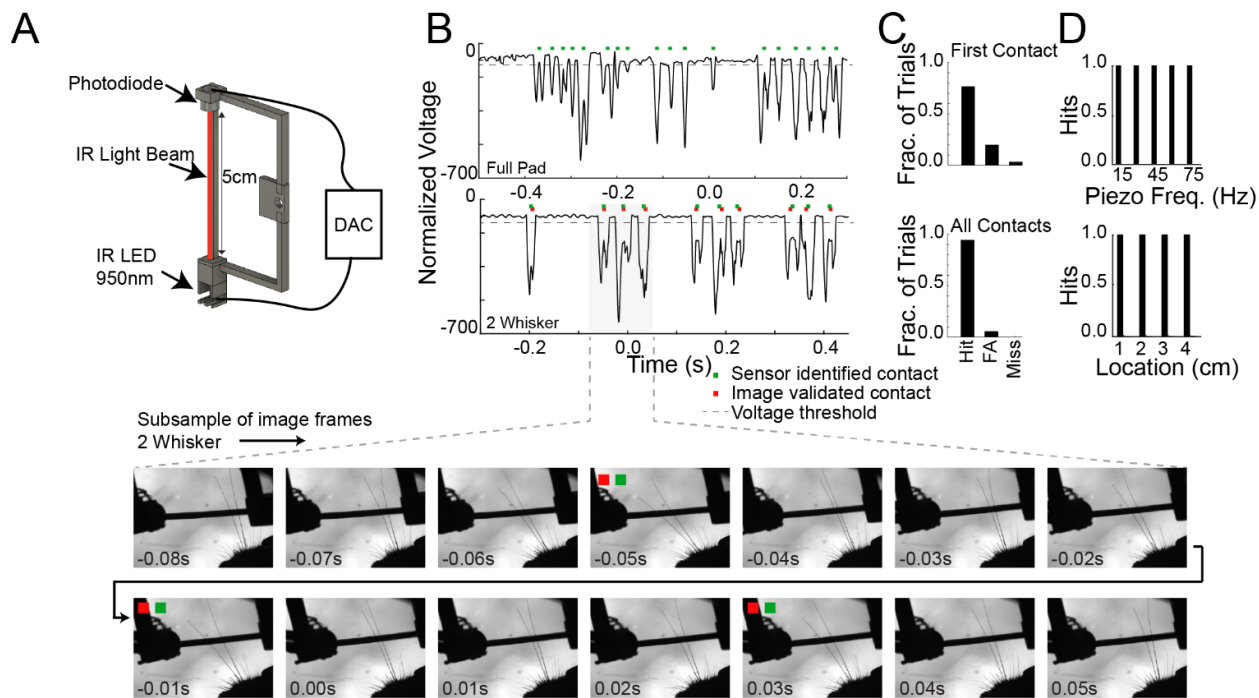 A
Photodiode
IR Light Beam
5cm
DAC
IR LED
950nm
B
Normalized Voltage
0
-700
Full Pad
-0.4
-0.2
0.0
0.2
0
-700
2 Whisker
-0.2
0.0
0.2
0.4
Time (s)
Sensor identified contact
Image validated contact
Voltage threshold
C
First Contact
Frac. of Trials
1.0
0.5
0.0
All Contacts
Frac. of Trials
1.0
0.5
0.0
Hit
FA
Miss
D
Hits
1.0
0.5
0.0
15 45 75
Piezo Freq. (Hz)
Hits
1.0
0.0
1 2 3 4
Location (cm)
Subsample of image frames
2 Whisker
-0.08s
-0.07s
-0.06s
-0.05s
-0.04s
-0.03s
-0.02s
-0.01s
0.00s
0.01s
0.02s
0.03s
0.04s
0.05s